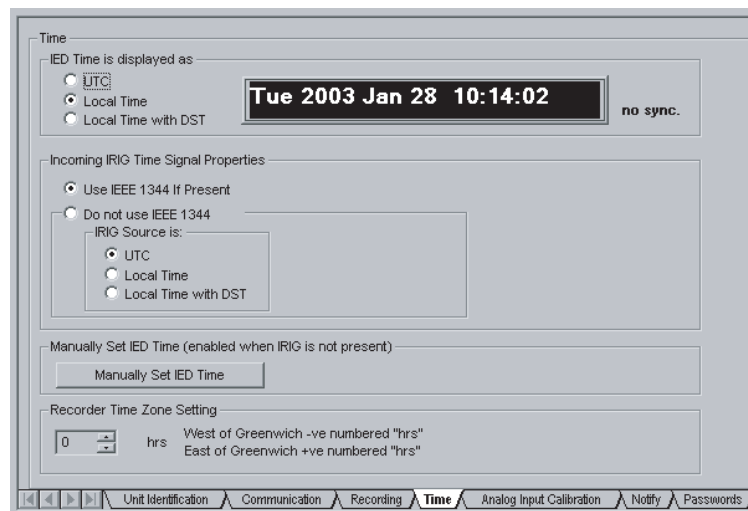 Time
IED Time is displayed as
UTC
Local Time
Local Time with DST
Tue 2003 Jan 28 10:14:02
no sync.
Incoming IRIG Time Signal Properties
Use IEEE 1344 If Present
Do not use IEEE 1344
IRIG Source is:
UTC
Local Time
Local Time with DST
Manually Set IED Time (enabled when IRIG is not present)
Manually Set IED Time
Recorder Time Zone Setting
0 hrs
West of Greenwich -ve numbered "hrs"
East of Greenwich +ve numbered "hrs"
Unit Identification Communication Recording Time Analog Input Calibration Notify Passwords